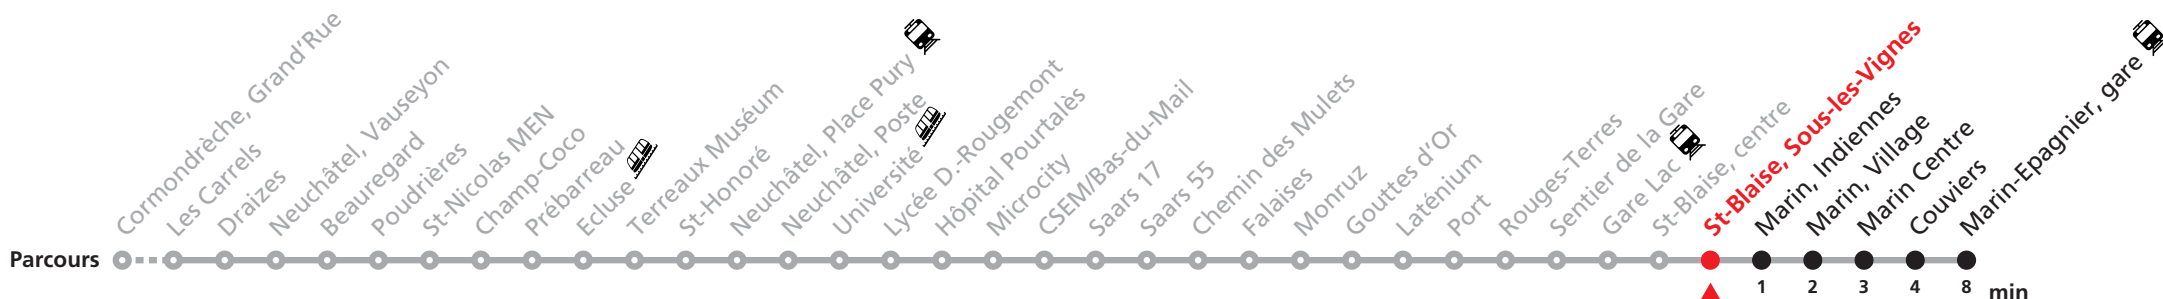 Cormondrèche, Grand'Rue
Les Carrels
Draizes
Neuchâtel, Vauseyon
Beauregard
Poudrières
St-Nicolas MEN
Champ-Coco
Prébarreau
Ecluse
Terreaux Muséum
St-Honoré
Neuchâtel, Place Pury
Neuchâtel, Poste
Université
Lycée D.-Rougemont
Hôpital Pourtalès
Microcity
CSEM/Bas-du-Mail
Saars 17
Saars 55
Chemin des Mulets
Falaises
Monruz
Gouttes d'Or
Laténium
Port
Rouges-Terres
Sentier de la Gare
Gare Lac
St-Blaise, centre
St-Blaise, Sous-les-Vignes
Marin, Indiennes
Marin, Village
Marin Centre
Couviers
Marin-Epagnier, gare
Parcours
1 2 3 4 8 min